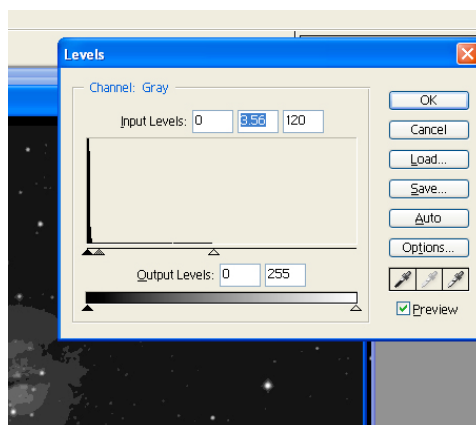 Levels
Channel: Gray
Input Levels: 0 3.56 120
Output Levels: 0 255
OK
Cancel
Load...
Save...
Auto
Options...
Preview